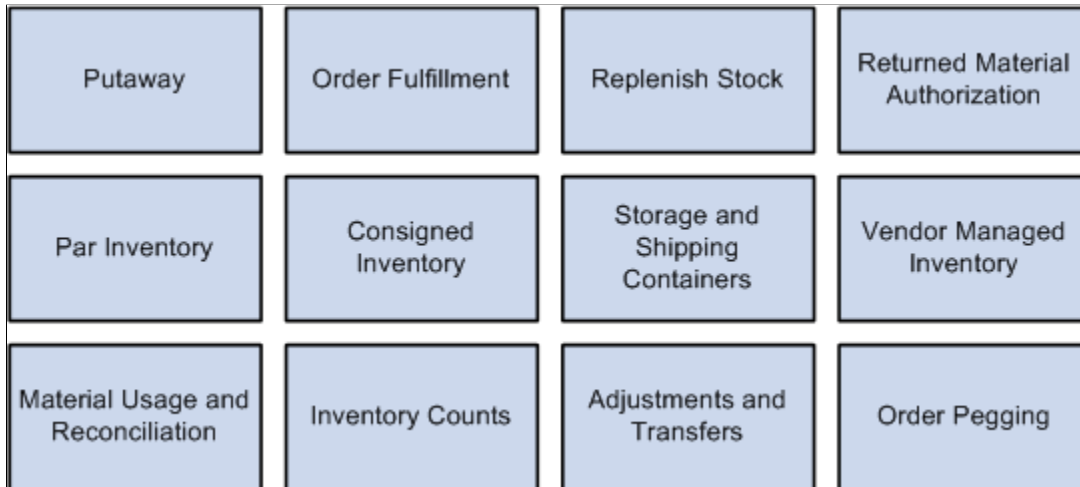 Putaway
Order Fulfillment
Replenish Stock
Returned Material
Authorization
Par Inventory
Consigned
Inventory
Storage and
Shipping
Containers
Vendor Managed
Inventory
Material Usage and
Reconciliation
Inventory Counts
Adjustments and
Transfers
Order Pegging